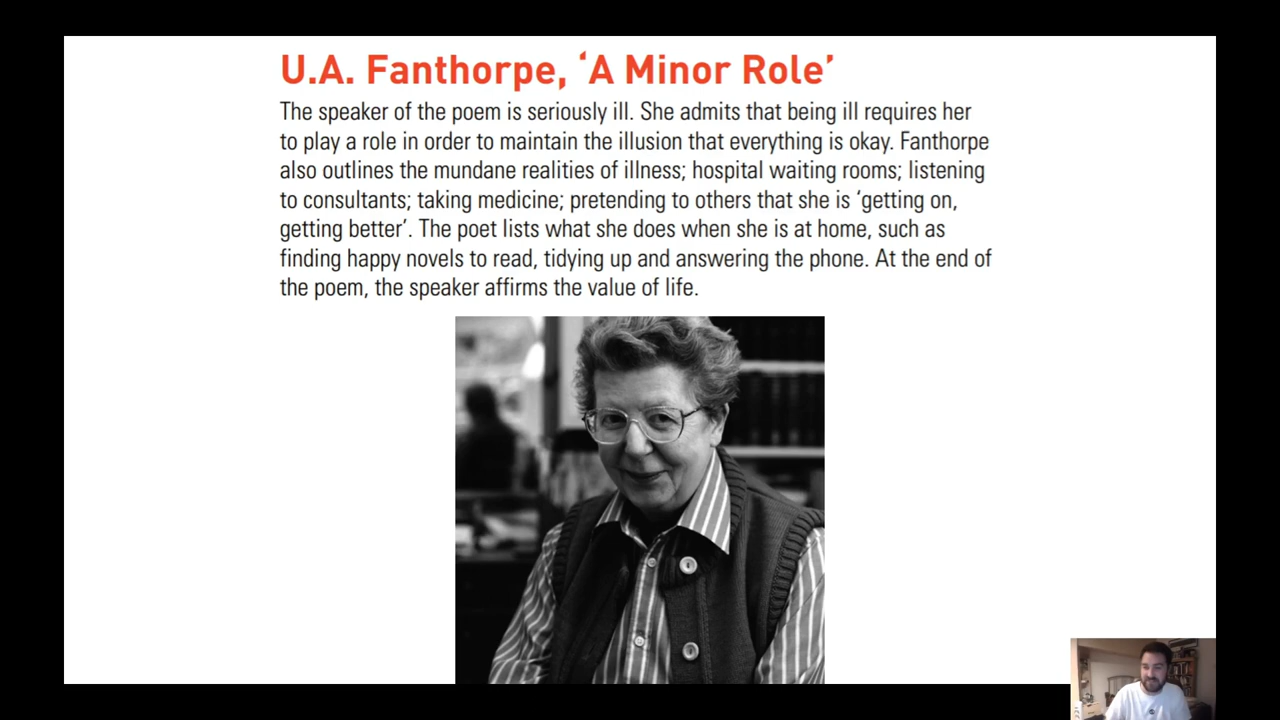 U.A. Fanthorpe, ‘A Minor Role’
The speaker of the poem is seriously ill. She admits that being ill requires her
to play a role in order to maintain the illusion that everything is okay. Fanthorpe
also outlines the mundane realities of illness; hospital waiting rooms; listening
to consultants; taking medicine; pretending to others that she is ‘getting on,
getting better’. The poet lists what she does when she is at home, such as
finding happy novels to read, tidying up and answering the phone. At the end of
the poem, the speaker affirms the value of life.